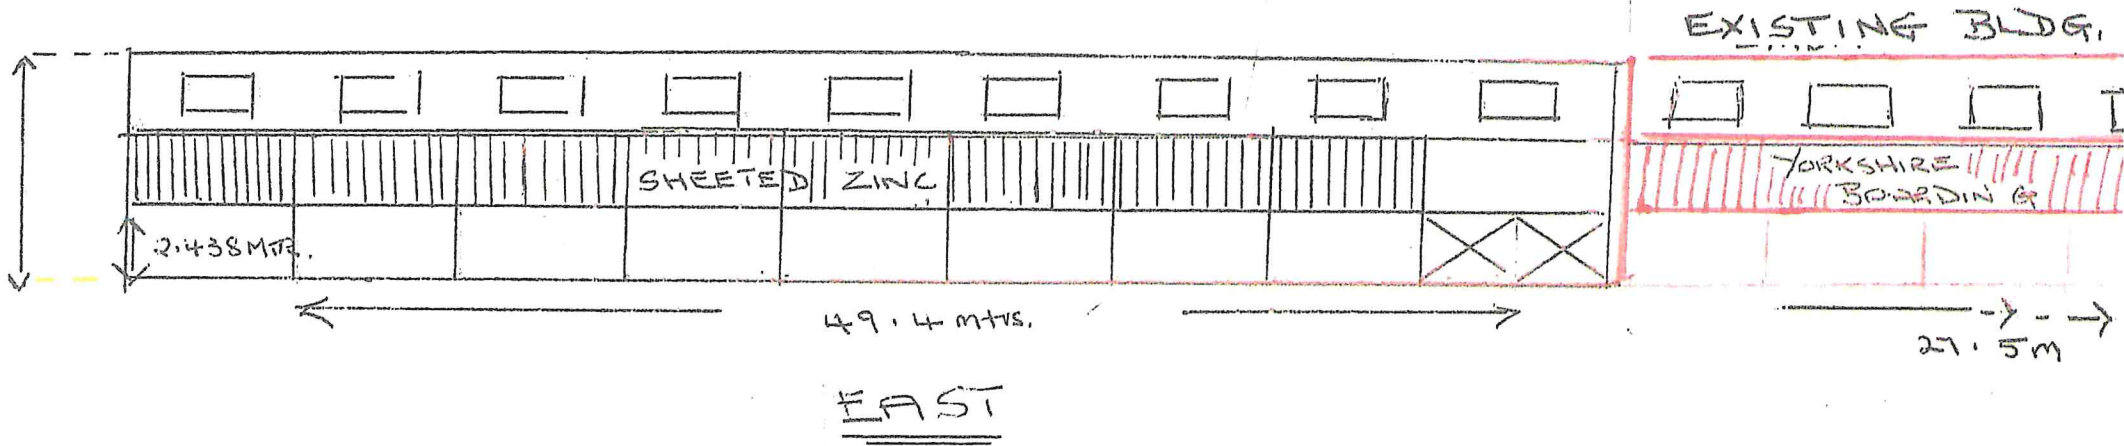 EXISTING BLDG.
SHEETED ZINC
YORKSHIRE
BOARDING
2.438MTR.
49.4 mtrs.
27.5m
EAST